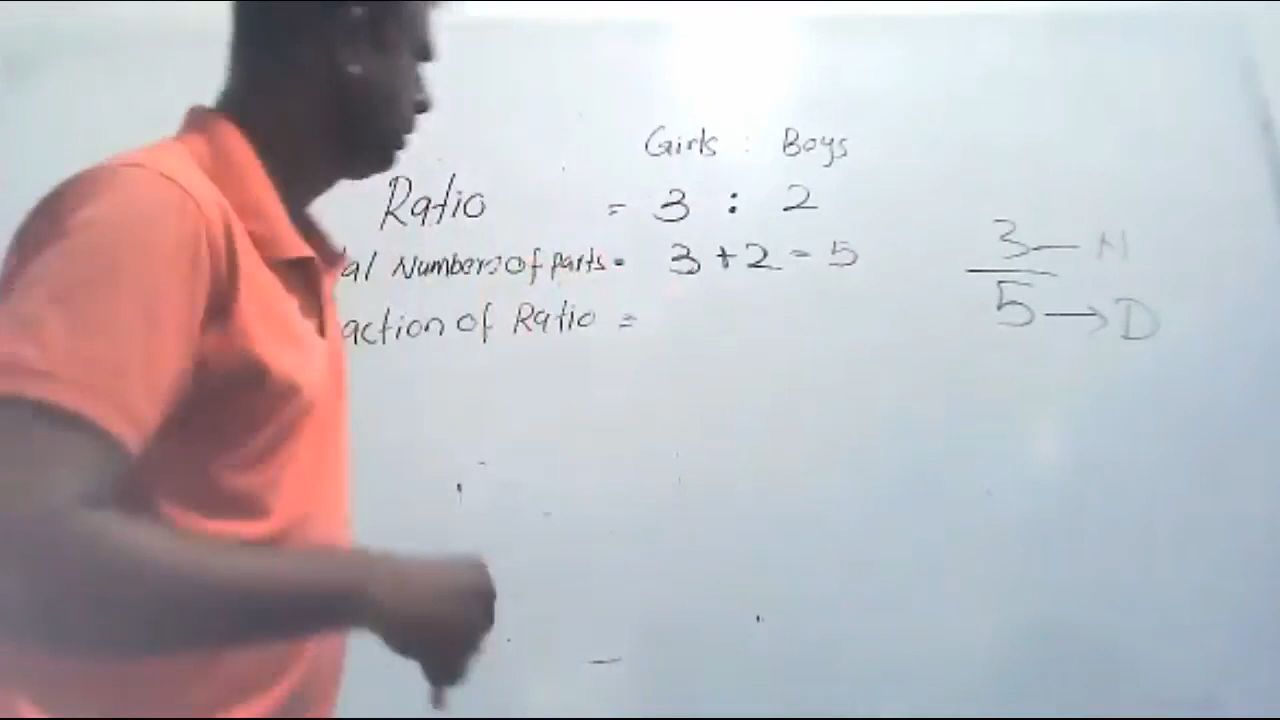 Girls : Boys
Ratio = 3 : 2
al Numbers of parts = 3 + 2 = 5
action of Ratio =
3 — N
5 → D